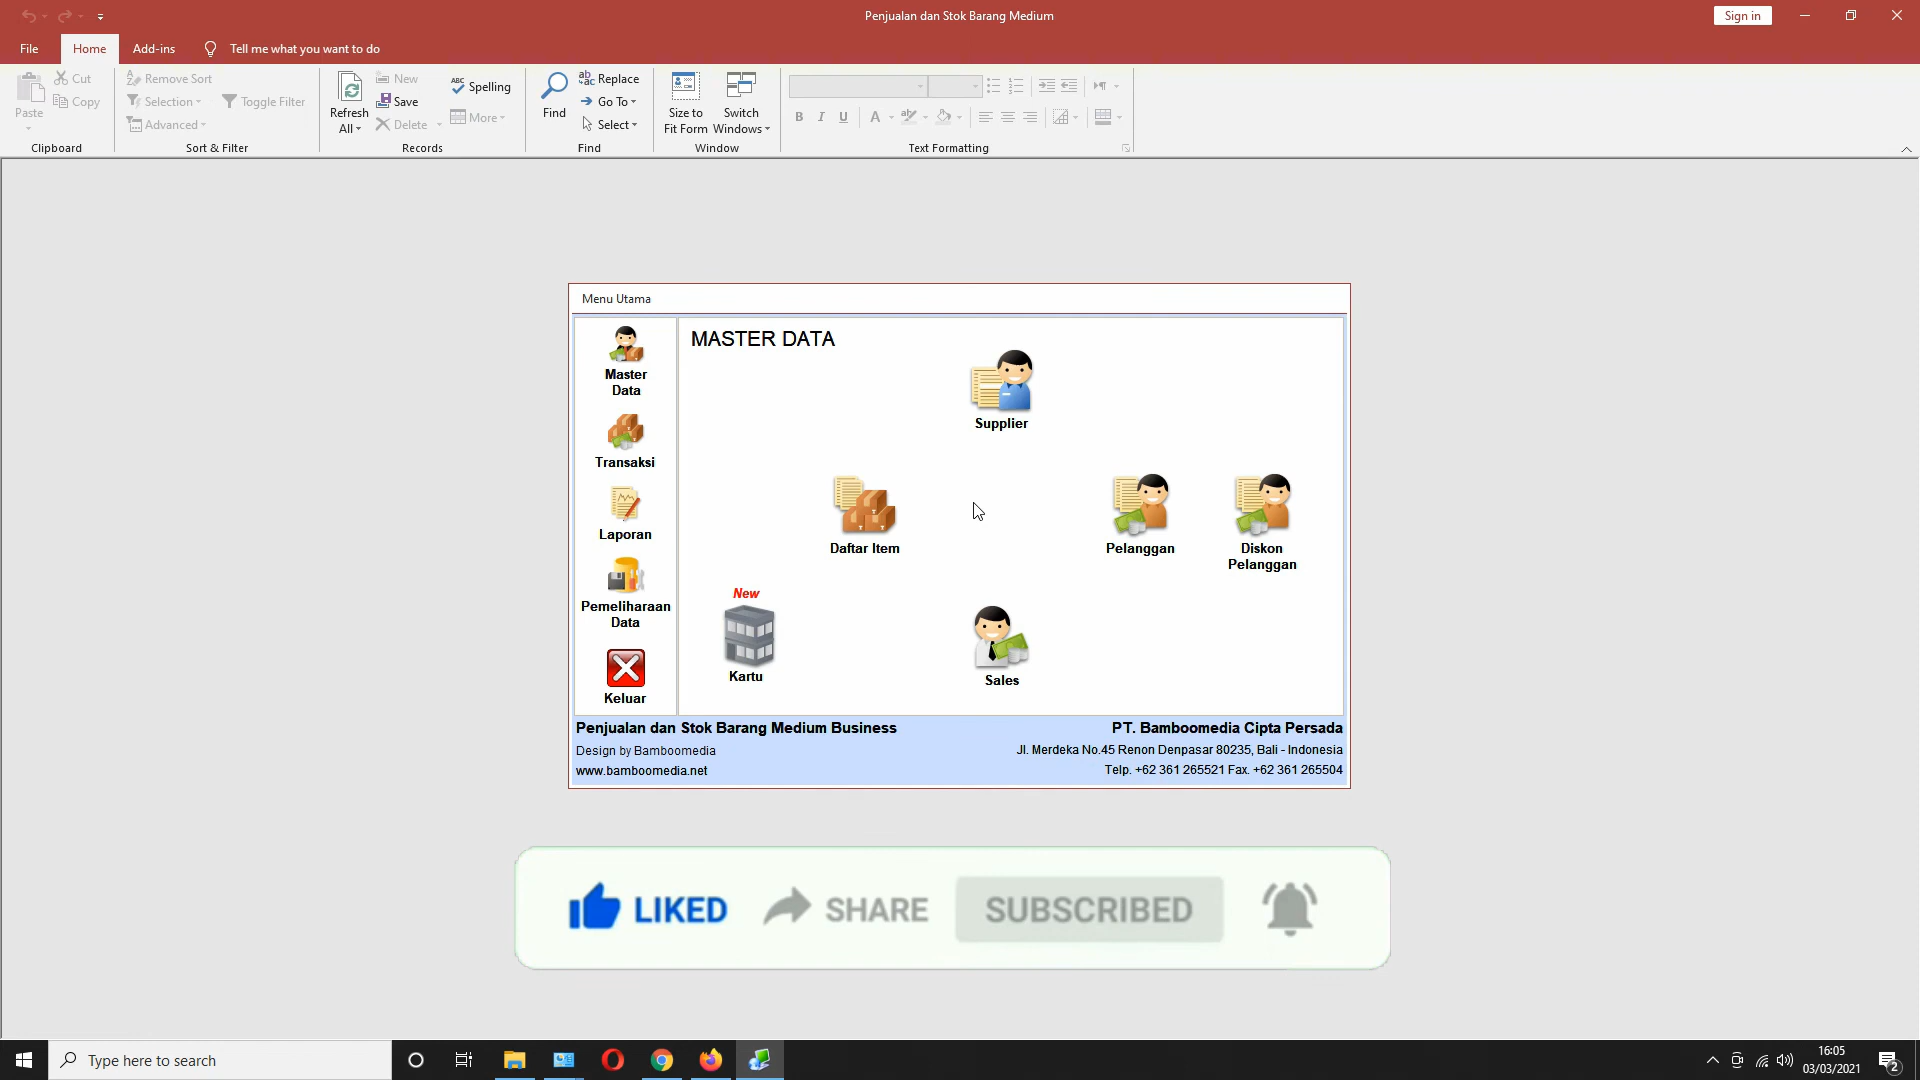 Penjualan dan Stok Barang Medium
Sign in
File
Home
Add-ins
Tell me what you want to do
Paste
Cut
Copy
Clipboard
Remove Sort
Selection
Advanced
Toggle Filter
Sort & Filter
Refresh
All
New
Save
Delete
Spelling
More
Records
Find
Replace
Go To
Select
Find
Size to
Fit Form
Switch
Windows
Window
B I U A
Text Formatting
Menu Utama
Master
Data
Transaksi
Laporan
Pemeliharaan
Data
Keluar
MASTER DATA
Supplier
Daftar Item
Pelanggan
Diskon
Pelanggan
New
Kartu
Sales
Penjualan dan Stok Barang Medium Business
Design by Bamboomedia
www.bamboomedia.net
PT. Bamboomedia Cipta Persada
Jl. Merdeka No.45 Renon Denpasar 80235, Bali - Indonesia
Telp. +62 361 265521 Fax. +62 361 265504
LIKED
SHARE
SUBSCRIBED
Type here to search
16:05
03/03/2021
2